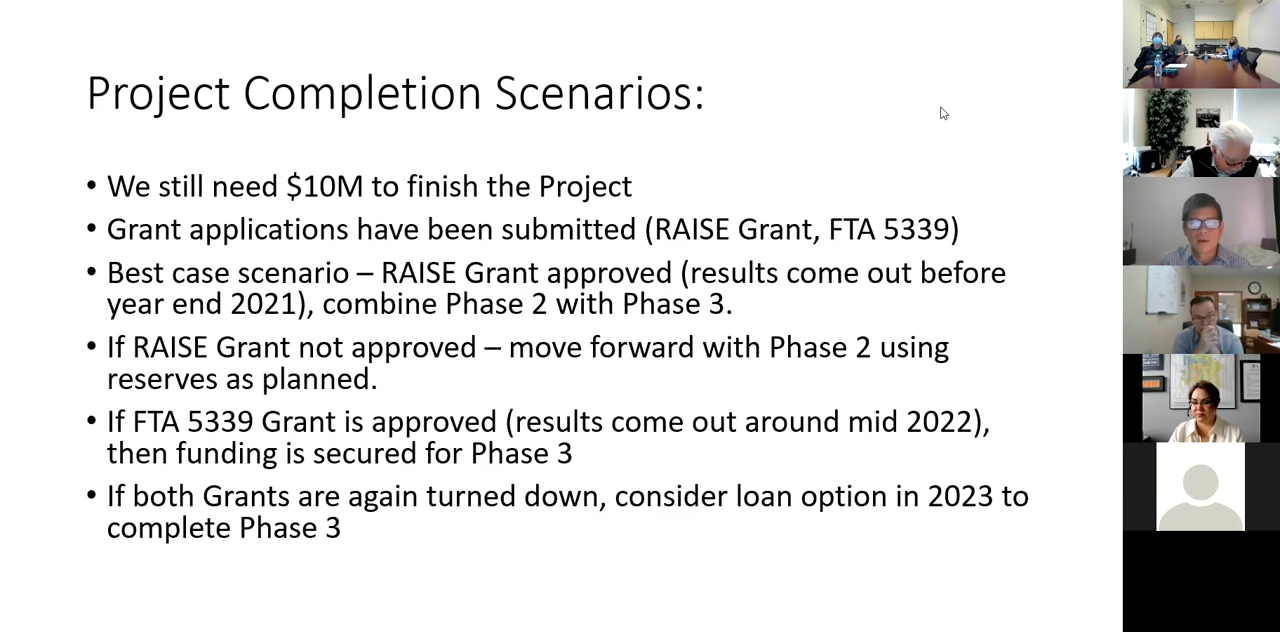 Project Completion Scenarios:
• We still need $10M to finish the Project
• Grant applications have been submitted (RAISE Grant, FTA 5339)
• Best case scenario – RAISE Grant approved (results come out before
year end 2021), combine Phase 2 with Phase 3.
• If RAISE Grant not approved – move forward with Phase 2 using
reserves as planned.
• If FTA 5339 Grant is approved (results come out around mid 2022),
then funding is secured for Phase 3
• If both Grants are again turned down, consider loan option in 2023 to
complete Phase 3